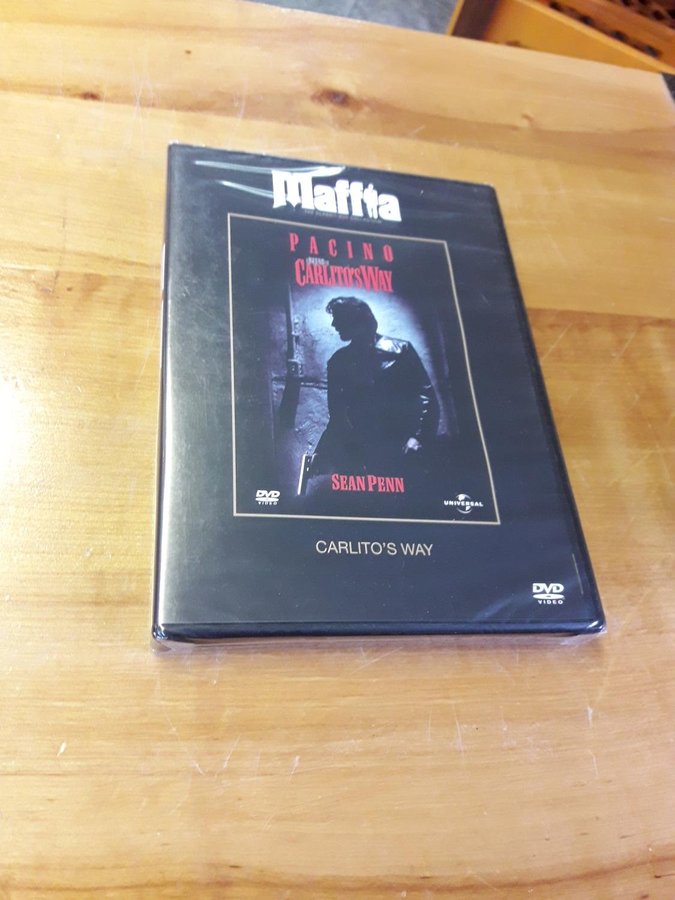 Maffia
PACINO
CARLITO'S WAY
SEAN PENN
DVD
VIDEO
UNIVERSAL
CARLITO'S WAY
DVD
VIDEO